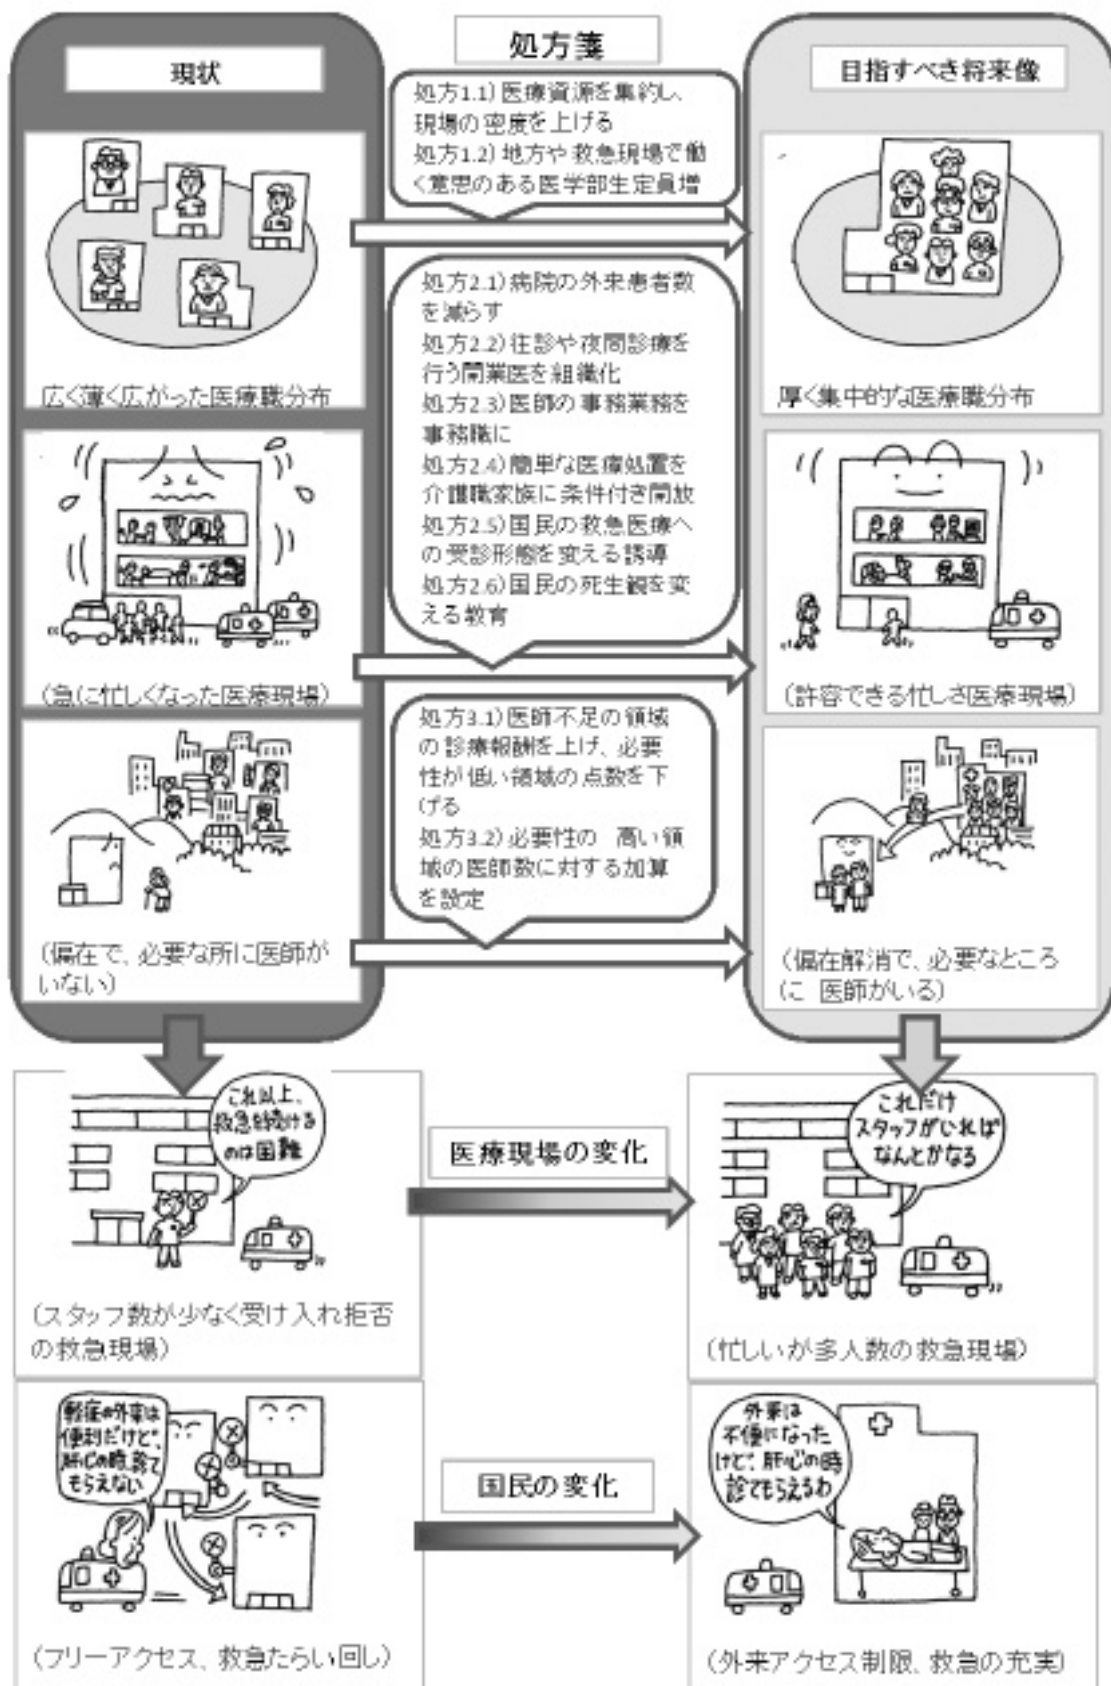 現状
処方箋
目指すべき将来像
処方1.1)医療資源を集約し、
現場の密度を上げる
処方1.2)地方や救急現場で働
く意思のある医学部生定員増
広く薄く広がった医療職分布
厚く集中的な医療職分布
処方2.1)病院の外来患者数
を減らす
処方2.2)往診や夜間診療を
行う開業医を組織化
処方2.3)医師の事務業務を
事務職に
処方2.4)簡単な医療処置を
介護職家族に条件付き開放
処方2.5)国民の救急医療へ
の受診形態を変える誘導
処方2.6)国民の死生観を変
える教育
(急に忙しくなった医療現場)
(許容できる忙しさ医療現場)
処方3.1)医師不足の領域
の診療報酬を上げ、必要
性が低い領域の点数を下
げる
処方3.2)必要性の 高い領
域の医師数に対する加算
を設定
(偏在で、必要な所に医師が
いない)
(偏在解消で、必要なところ
に 医師がいる)
これ以上、
救急を続ける
のは困難
医療現場の変化
これだけ
スタッフがいれば
なんとかなる
(スタッフ数が少なく受け入れ拒否
の救急現場)
(忙しいが多人数の救急現場)
軽症の外来は
便利だけど、
肝心の時、診て
もらえない
国民の変化
外来は
不便になった
けど、肝心の時
診てもらえるわ
(フリーアクセス、救急たらい回し)
(外来アクセス制限、救急の充実)